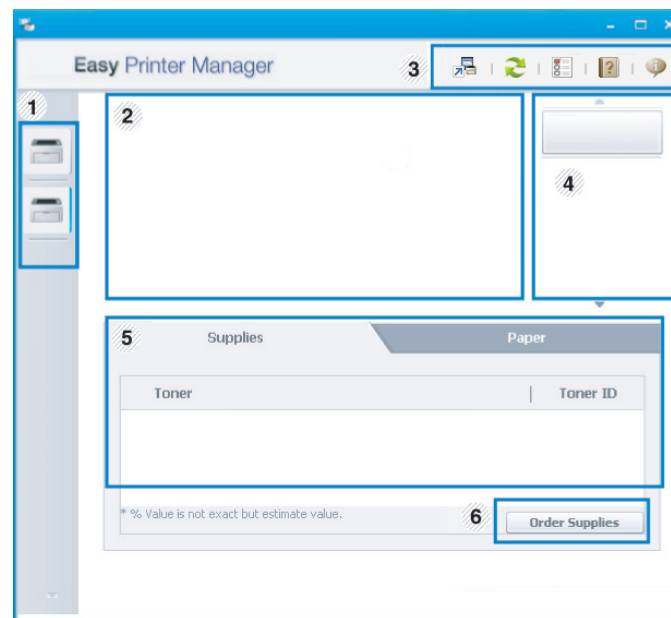 Easy Printer Manager
3
1
2
4
5
Supplies
Paper
Toner
Toner ID
* % Value is not exact but estimate value.
6
Order Supplies